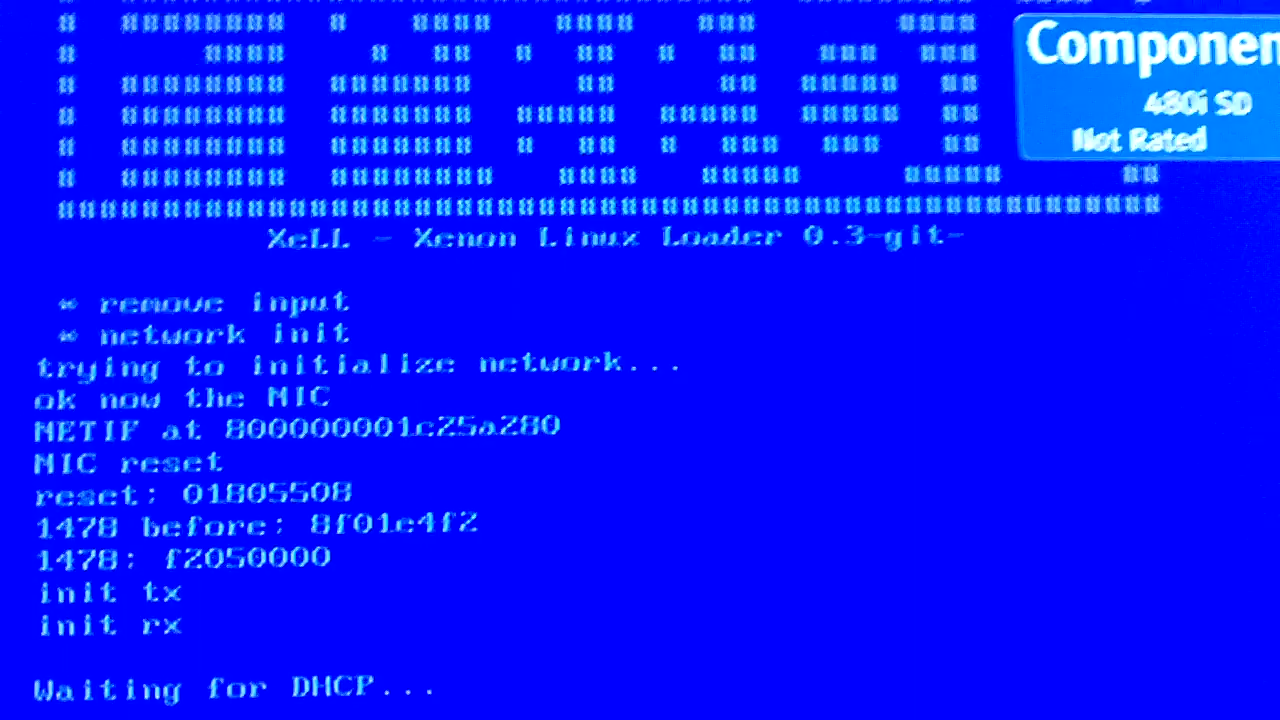 Componen
480i SD
Not Rated
XeLL - Xenon Linux Loader 0.3-git-
* remove input
* network init
trying to initialize network...
ok now the NIC
NETIF at 800000001c25a280
NIC reset
reset: 01805508
1478 before: 8f01e4f2
1478: f2050000
init tx
init rx
Waiting for DHCP...